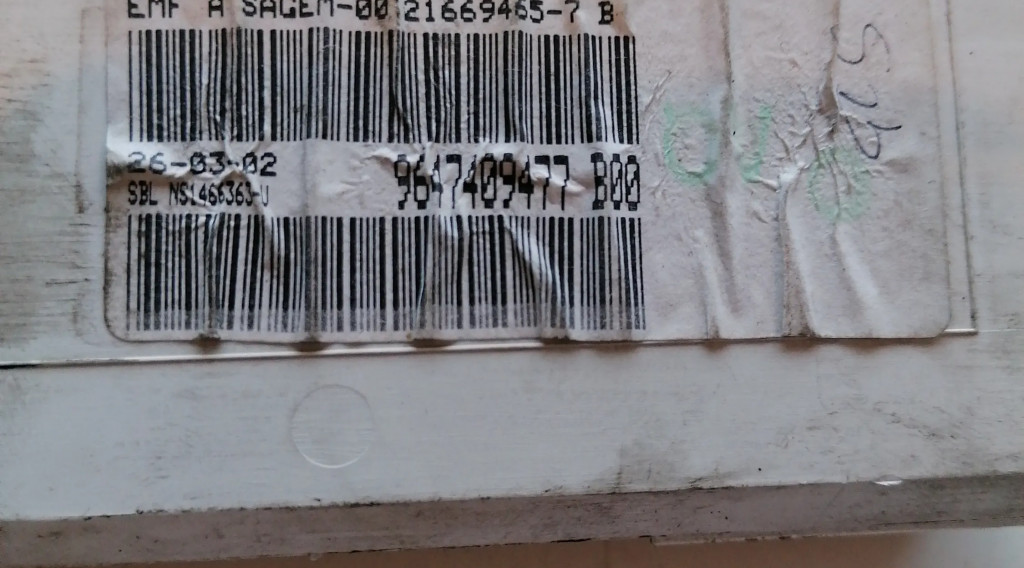 EMF A SAGEM-00 21669465-7 B
26-03-02
9647409477 B00
SBL NS1466363-U